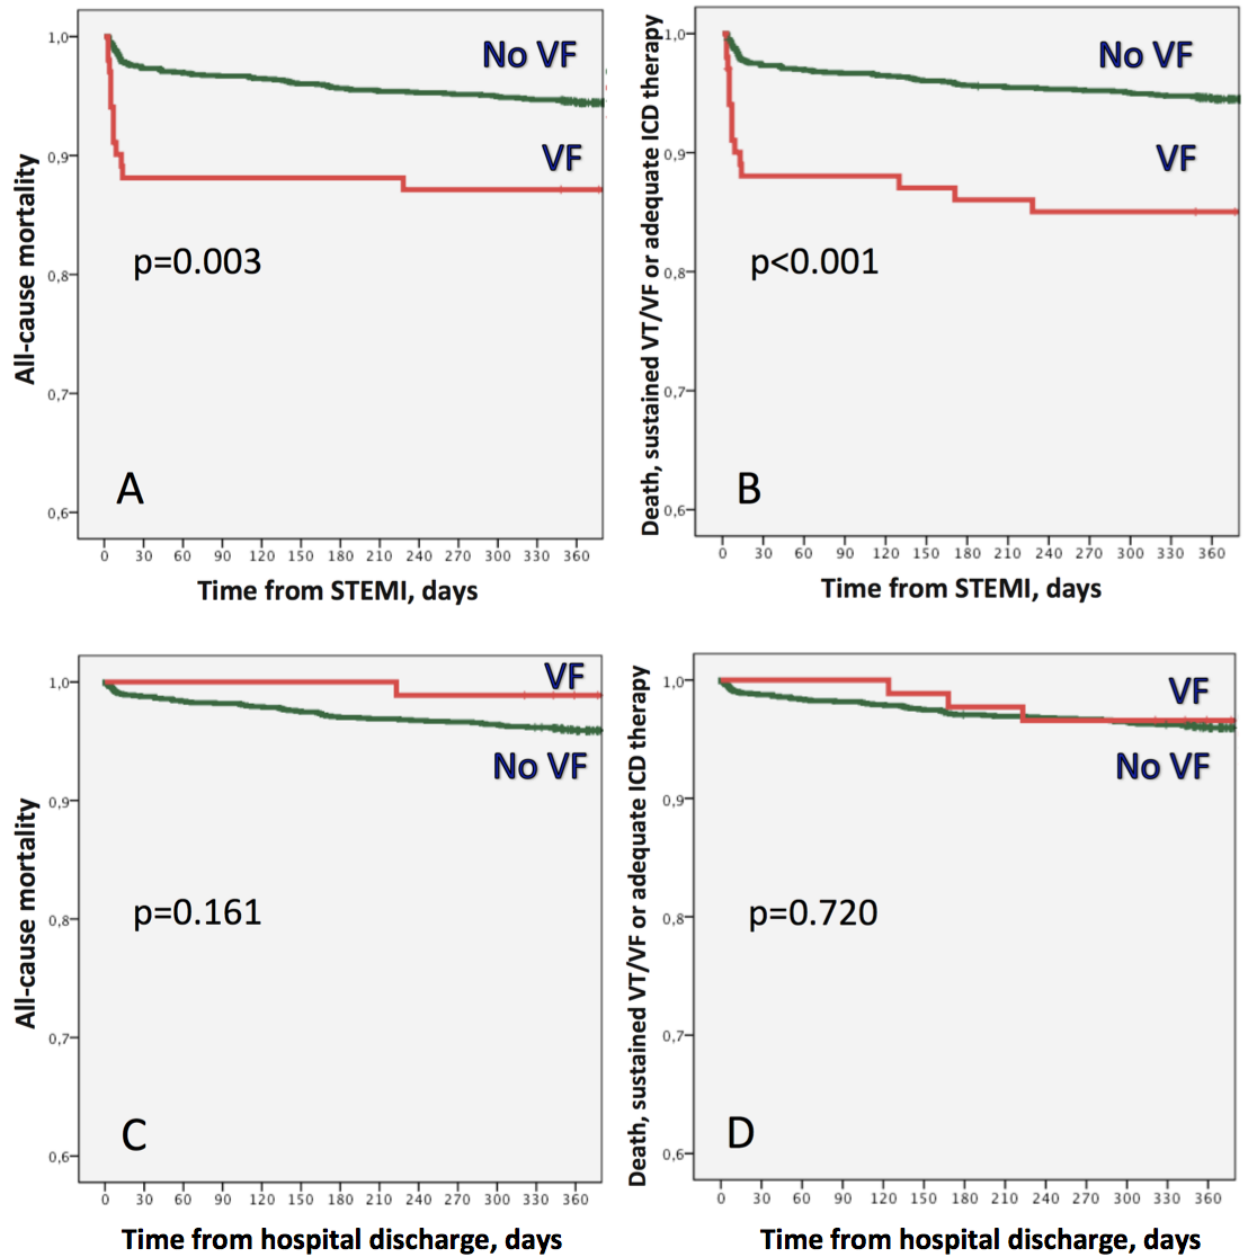 All-cause mortality
1,0
0,9
0,8
0,7
0,6
No VF
VF
p=0.003
A
0 30 60 90 120 150 180 210 240 270 300 330 360
Time from STEMI, days
Death, sustained VT/VF or adequate ICD therapy
1,0
0,9
0,8
0,7
0,6
No VF
VF
p<0.001
B
0 30 60 90 120 150 180 210 240 270 300 330 360
Time from STEMI, days
All-cause mortality
1,0
0,9
0,8
0,7
0,6
VF
No VF
p=0.161
C
0 30 60 90 120 150 180 210 240 270 300 330 360
Time from hospital discharge, days
Death, sustained VT/VF or adequate ICD therapy
1,0
0,9
0,8
0,7
0,6
VF
No VF
p=0.720
D
0 30 60 90 120 150 180 210 240 270 300 330 360
Time from hospital discharge, days